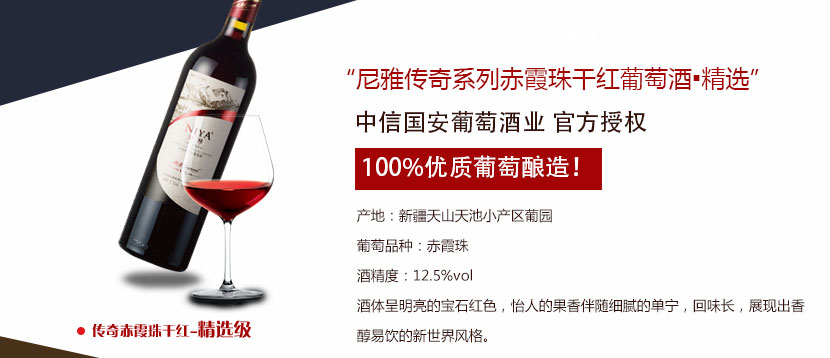 “尼雅传奇系列赤霞珠干红葡萄酒▪精选”
中信国安葡萄酒业 官方授权
100%优质葡萄酿造！
产地：新疆天山天池小产区葡园
葡萄品种：赤霞珠
酒精度：12.5%vol
酒体呈明亮的宝石红色，怡人的果香伴随细腻的单宁，回味长，展现出香
醇易饮的新世界风格。
NIYA
• 传奇赤霞珠干红-精选级